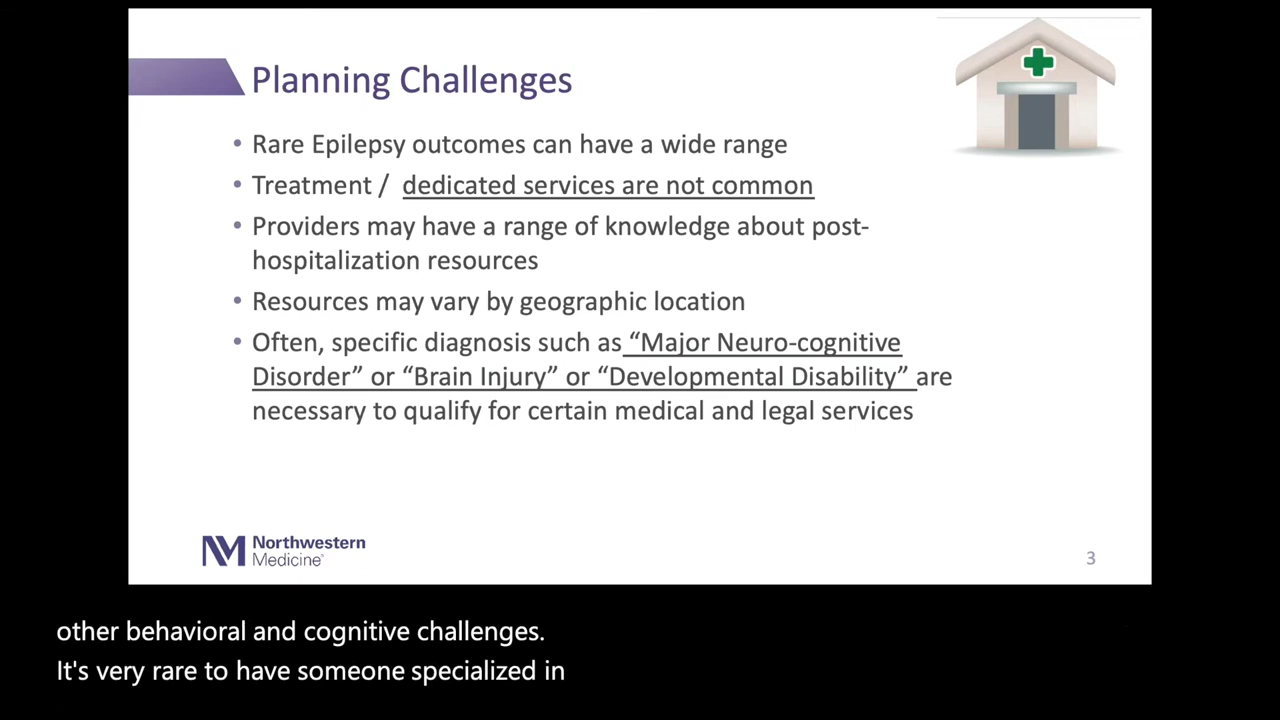 Planning Challenges
• Rare Epilepsy outcomes can have a wide range
• Treatment / dedicated services are not common
• Providers may have a range of knowledge about post-
hospitalization resources
• Resources may vary by geographic location
• Often, specific diagnosis such as “Major Neuro-cognitive
Disorder” or “Brain Injury” or “Developmental Disability” are
necessary to qualify for certain medical and legal services
NM Northwestern
Medicine®
3
other behavioral and cognitive challenges.
It's very rare to have someone specialized in